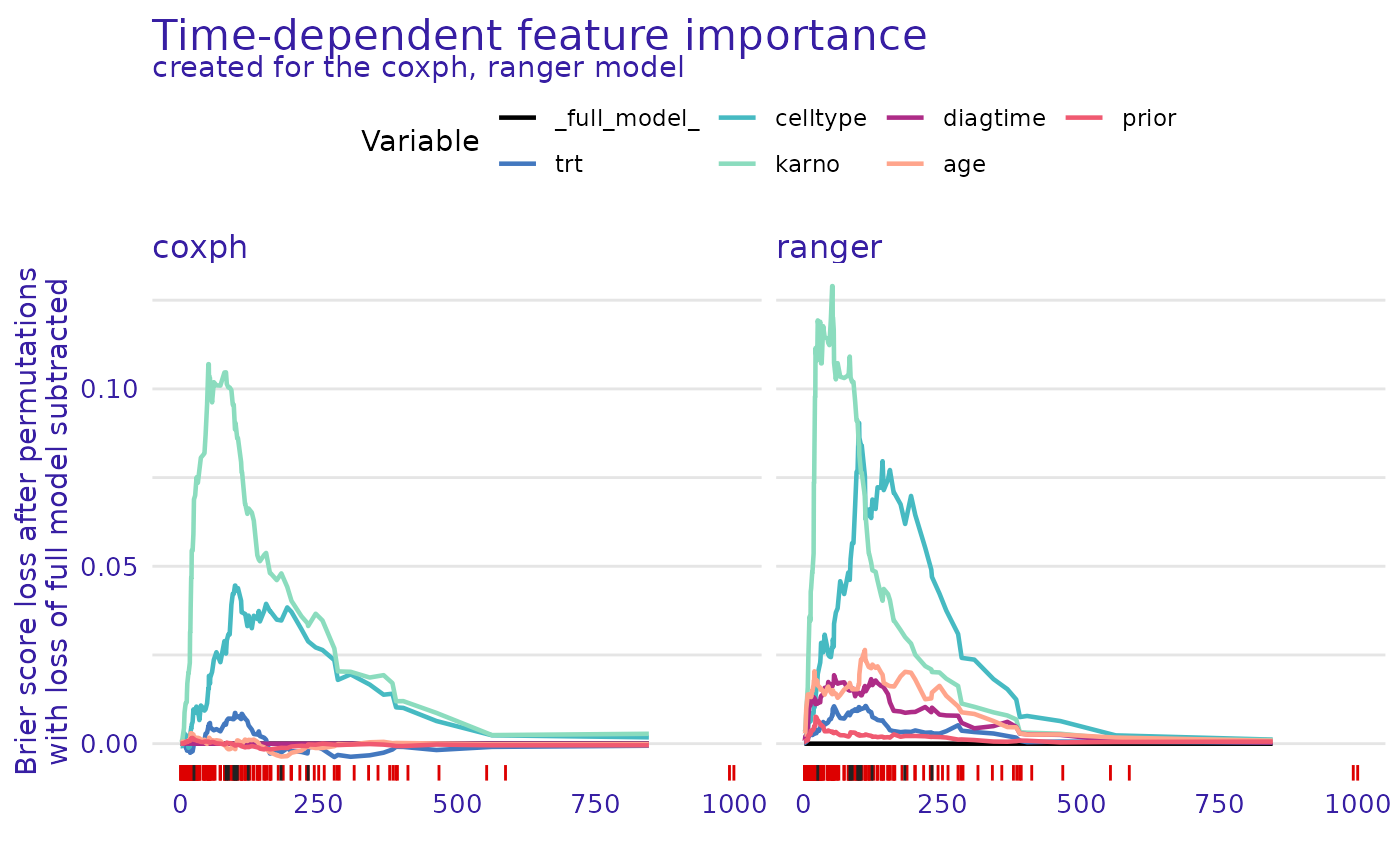 Time-dependent feature importance
created for the coxph, ranger model
Variable
_full_model_ celltype diagtime prior
trt karno age
coxph ranger
Brier score loss after permutations
with loss of full model subtracted
0.10
0.05
0.00
0 250 500 750 1000 0 250 500 750 1000